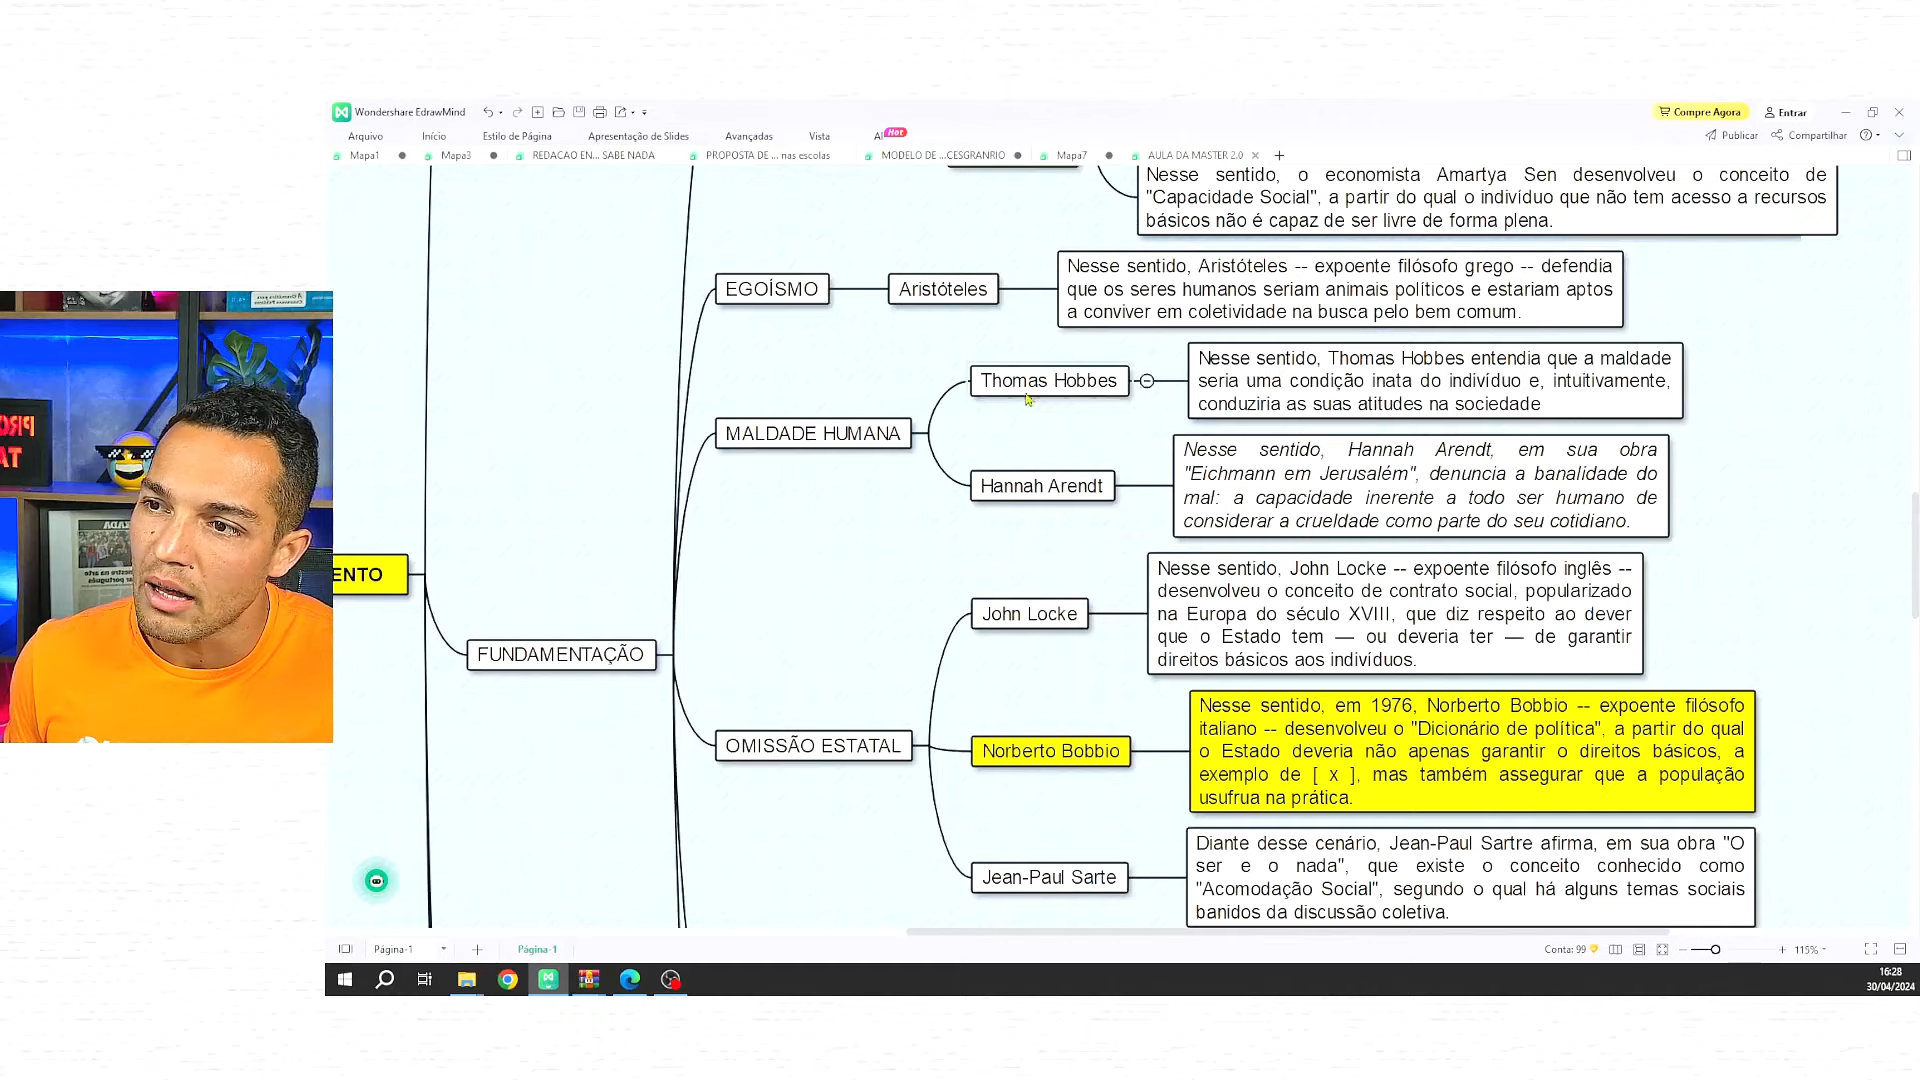 Wondershare EdrawMind
Compre Agora
Entrar
Arquivo
Início
Estilo de Página
Apresentação de Slides
Avançadas
Vista
AI
Hot
Publicar
Compartilhar
Mapa1
Mapa3
REDACAO EN... SABE NADA
PROPOSTA DE ... nas escolas
MODELO DE ...CESGRANRIO
Mapa7
AULA DA MASTER 2.0
Nesse sentido, o economista Amartya Sen desenvolveu o conceito de
"Capacidade Social", a partir do qual o indivíduo que não tem acesso a recursos
básicos não é capaz de ser livre de forma plena.
EGOÍSMO
Aristóteles
Nesse sentido, Aristóteles -- expoente filósofo grego -- defendia
que os seres humanos seriam animais políticos e estariam aptos
a conviver em coletividade na busca pelo bem comum.
MALDADE HUMANA
Thomas Hobbes
Nesse sentido, Thomas Hobbes entendia que a maldade
seria uma condição inata do indivíduo e, intuitivamente,
conduziria as suas atitudes na sociedade
Hannah Arendt
Nesse sentido, Hannah Arendt, em sua obra
"Eichmann em Jerusalém", denuncia a banalidade do
mal: a capacidade inerente a todo ser humano de
considerar a crueldade como parte do seu cotidiano.
ENTO
FUNDAMENTAÇÃO
OMISSÃO ESTATAL
John Locke
Nesse sentido, John Locke -- expoente filósofo inglês --
desenvolveu o conceito de contrato social, popularizado
na Europa do século XVIII, que diz respeito ao dever
que o Estado tem — ou deveria ter — de garantir
direitos básicos aos indivíduos.
Norberto Bobbio
Nesse sentido, em 1976, Norberto Bobbio -- expoente filósofo
italiano -- desenvolveu o "Dicionário de política", a partir do qual
o Estado deveria não apenas garantir o direitos básicos, a
exemplo de [ x ], mas também assegurar que a população
usufrua na prática.
Jean-Paul Sarte
Diante desse cenário, Jean-Paul Sartre afirma, em sua obra "O
ser e o nada", que existe o conceito conhecido como
"Acomodação Social", segundo o qual há alguns temas sociais
banidos da discussão coletiva.
Página-1
Página-1
Conta: 99
115%
16:28
30/04/2024